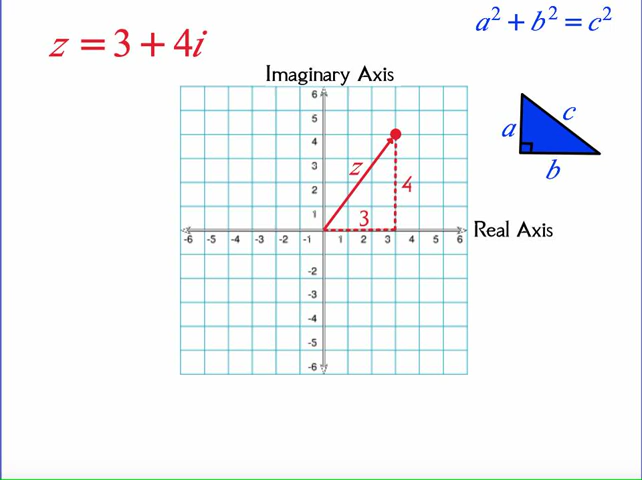 z = 3 + 4i
a² + b² = c²
Imaginary Axis
6
5
4
3
2
1
z
4
3
a
c
b
-6 -5 -4 -3 -2 -1 1 2 3 4 5 6
Real Axis
-2
-3
-4
-5
-6